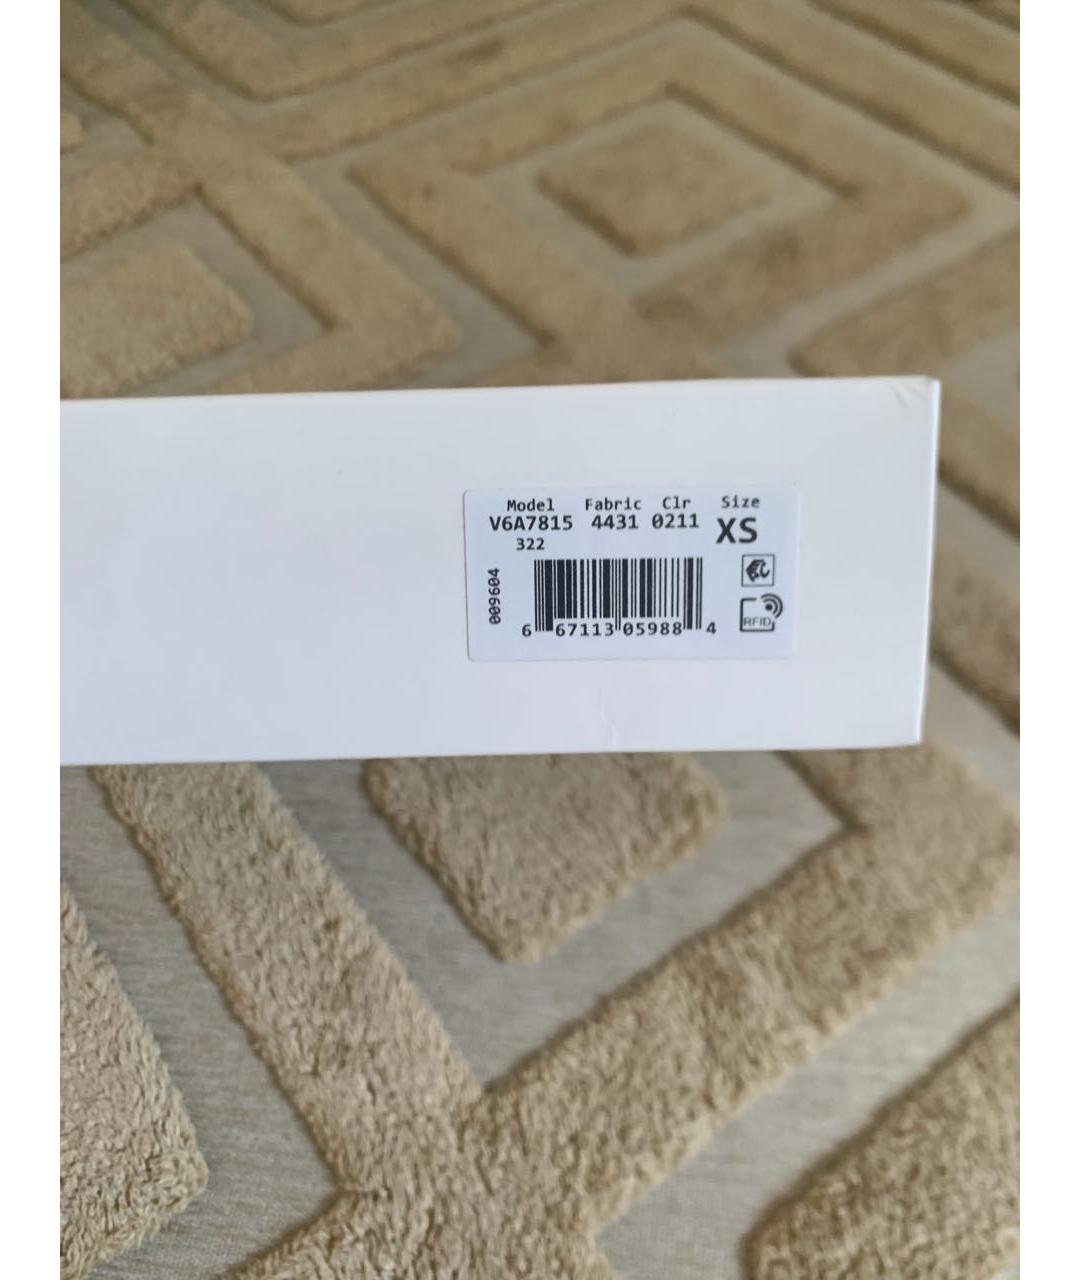 Model Fabric Clr Size
V6A7815 4431 0211 XS
322
009604
6 67113 05988 4
RFID